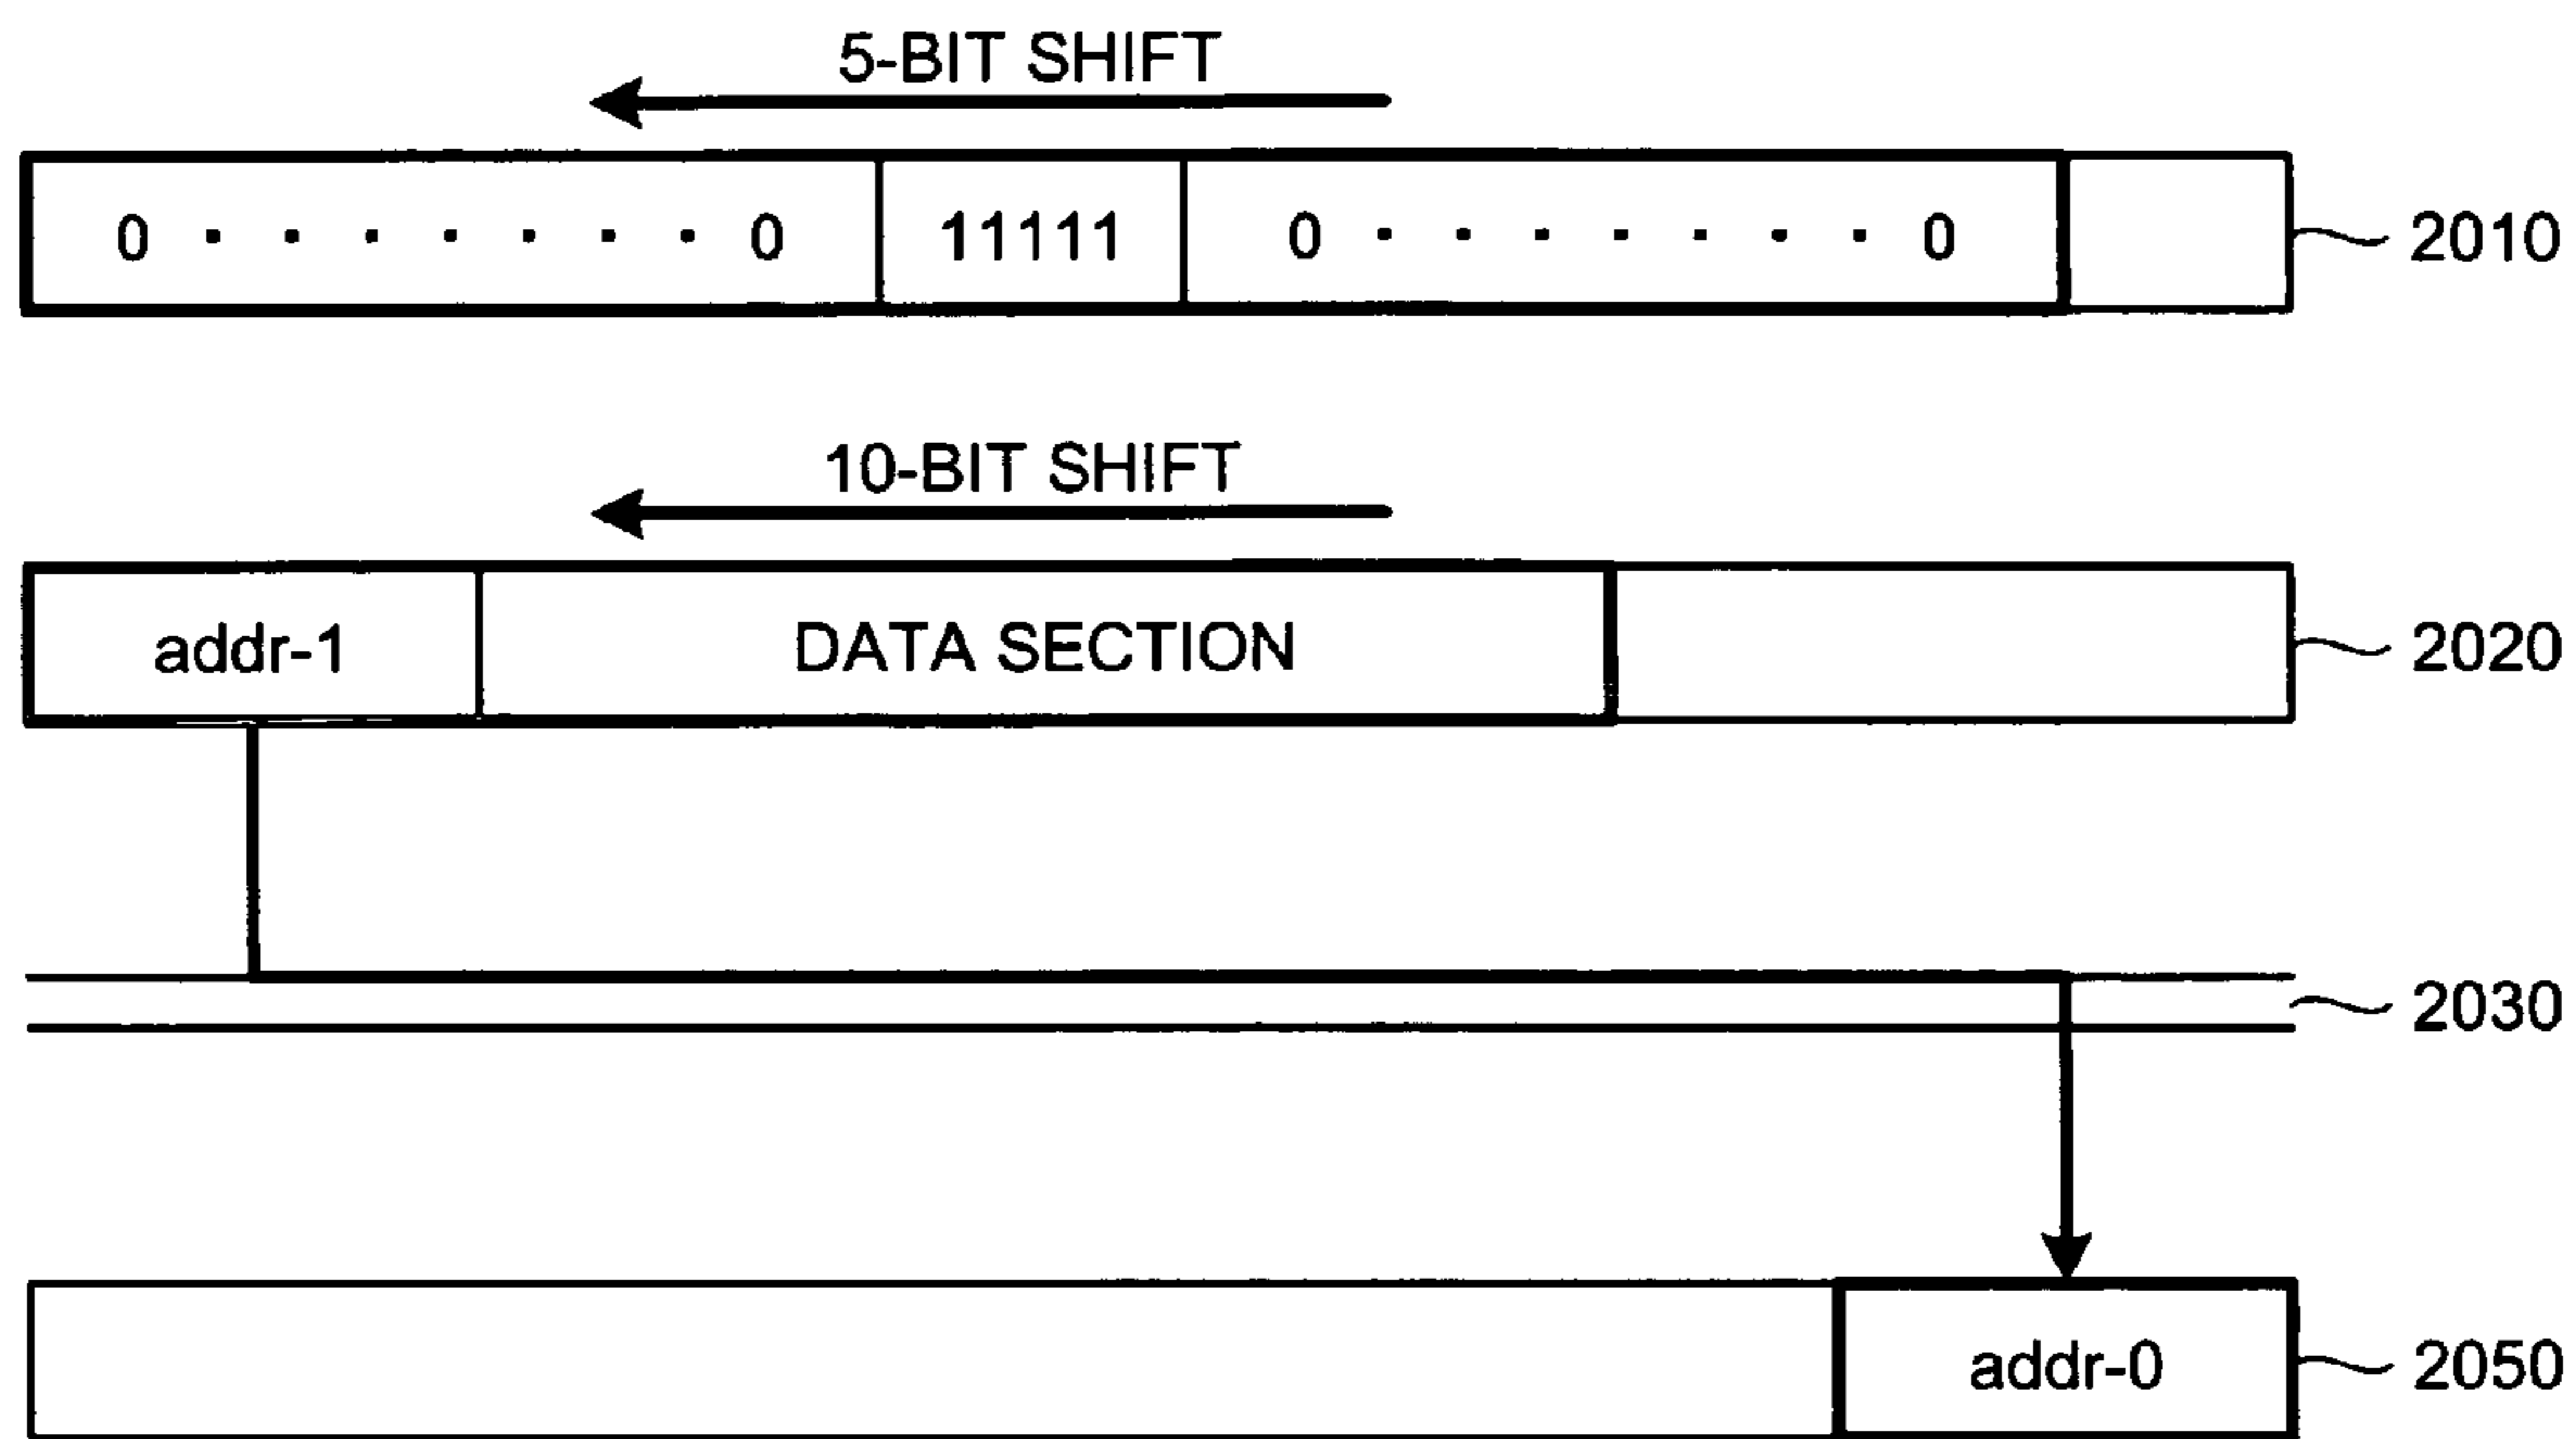 5-BIT SHIFT
0 · · · · · · · 0 11111 0 · · · · · · · 0 2010
10-BIT SHIFT
addr-1 DATA SECTION 2020
2030
addr-0 2050